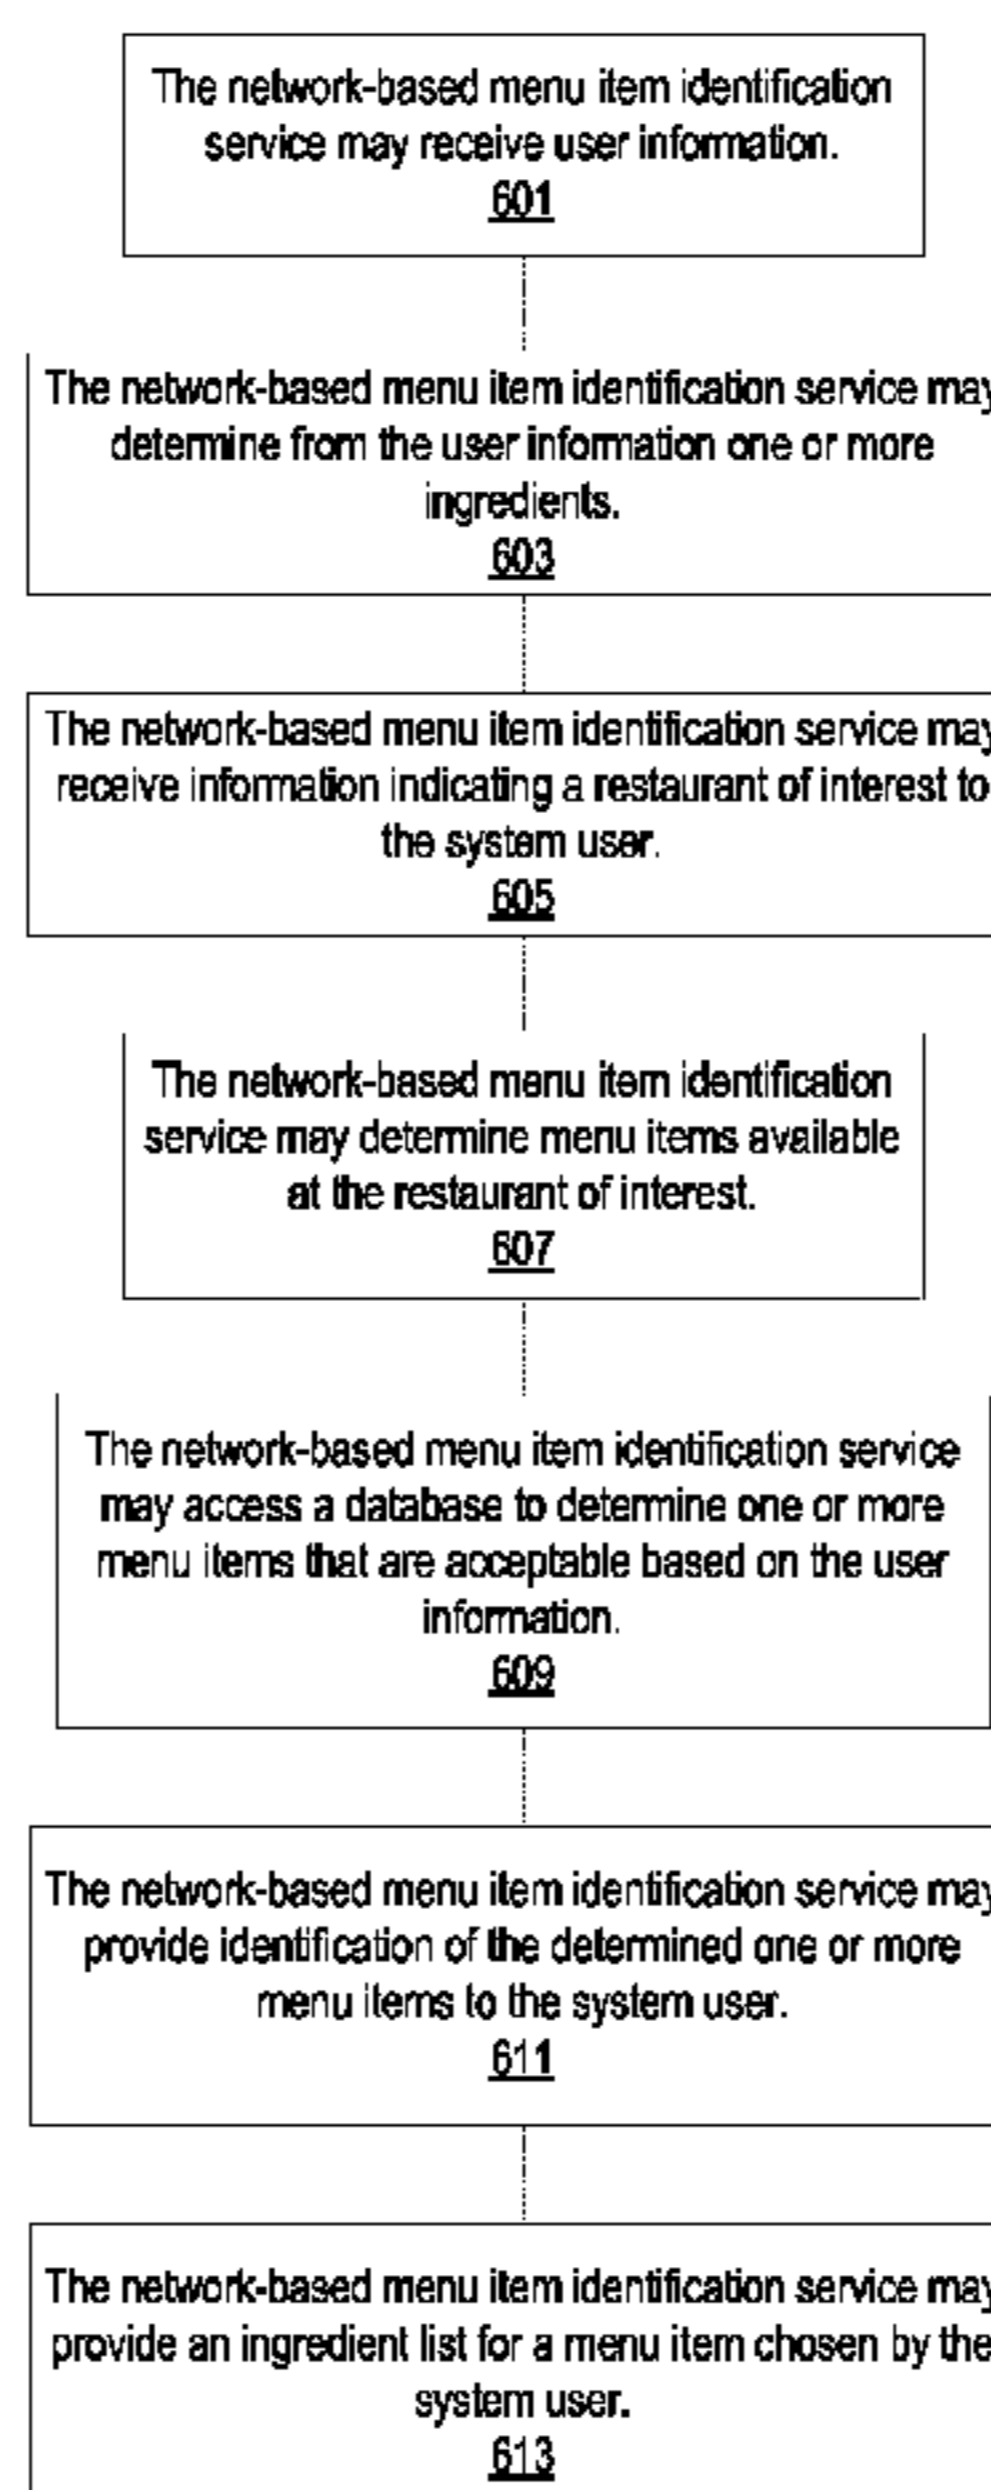 The network-based menu item identification
service may receive user information.
601
The network-based menu item identification service may
determine from the user information one or more
ingredients.
603
The network-based menu item identification service may
receive information indicating a restaurant of interest to
the system user.
605
The network-based menu item identification
service may determine menu items available
at the restaurant of interest.
607
The network-based menu item identification service
may access a database to determine one or more
menu items that are acceptable based on the user
information.
609
The network-based menu item identification service may
provide identification of the determined one or more
menu items to the system user.
611
The network-based menu item identification service may
provide an ingredient list for a menu item chosen by the
system user.
613